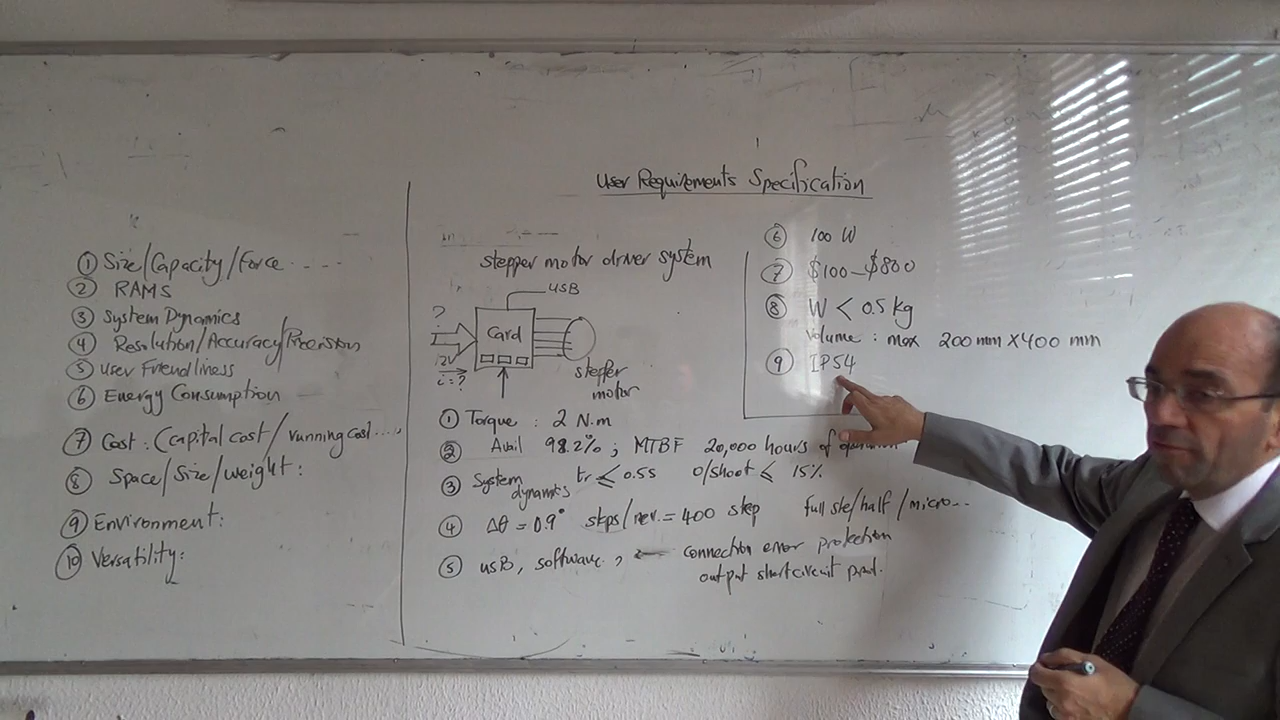 User Requirements Specification
① Size/Capacity/Force - - - -
② RAMS
③ System Dynamics
④ Resolution/Accuracy/Precision
⑤ User Friendliness
⑥ Energy Consumption
⑦ Cost : (capital cost/running cost....,
⑧ Space/Size/weight:
⑨ Environment:
⑩ Versatility:
stepper motor driver system
USB
?
Card
12V
i = ?
stepper
motor
① Torque : 2 N.m
② Avail 98.2% ; MTBF 20,000 hours of
③ System tr ≤ 0.5s o/shoot ≤ 15%
dynamics
④ Δθ = 0.9° steps/rev. = 400 step full ste/half/micro...
⑤ USB, software, connection error protection
output short circuit
⑥ 100 W
⑦ $100-$800
⑧ W < 0.5 kg
Volume : max 200 mm X 400 mm
⑨ IP54